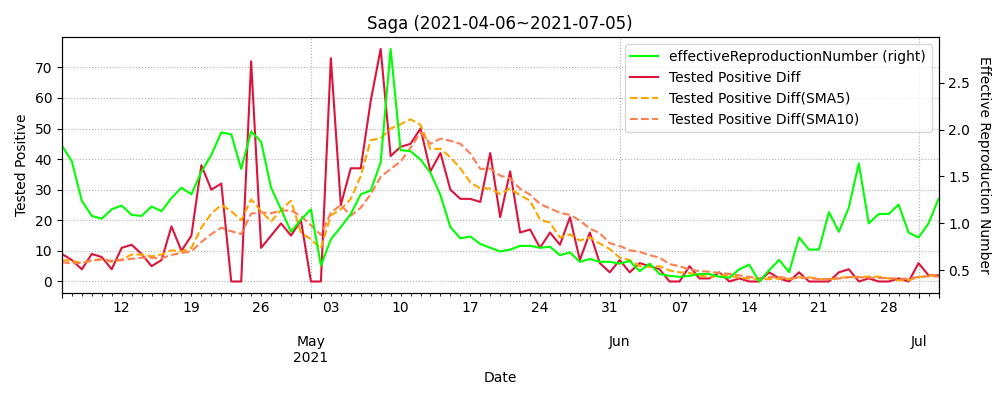 Saga (2021-04-06~2021-07-05)
effectiveReproductionNumber (right)
Tested Positive Diff
Tested Positive Diff(SMA5)
Tested Positive Diff(SMA10)
Tested Positive
70
60
50
40
30
20
10
0
2.5
2.0
1.5
1.0
0.5
Effective Reproduction Number
12 19 26 03 10 17 24 31 07 14 21 28
May Jun Jul
2021
Date